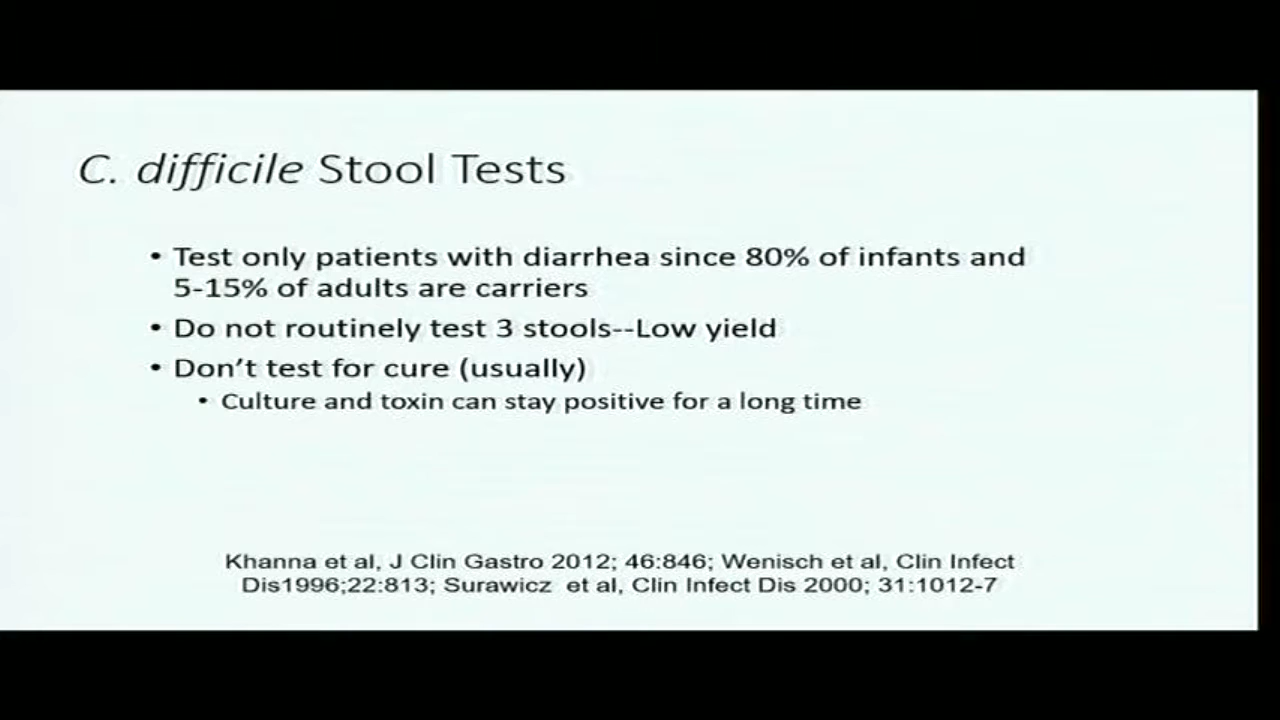 C. difficile Stool Tests
• Test only patients with diarrhea since 80% of infants and
5-15% of adults are carriers
• Do not routinely test 3 stools--Low yield
• Don’t test for cure (usually)
• Culture and toxin can stay positive for a long time
Khanna et al, J Clin Gastro 2012; 46:846; Wenisch et al, Clin Infect
Dis1996;22:813; Surawicz et al, Clin Infect Dis 2000; 31:1012-7